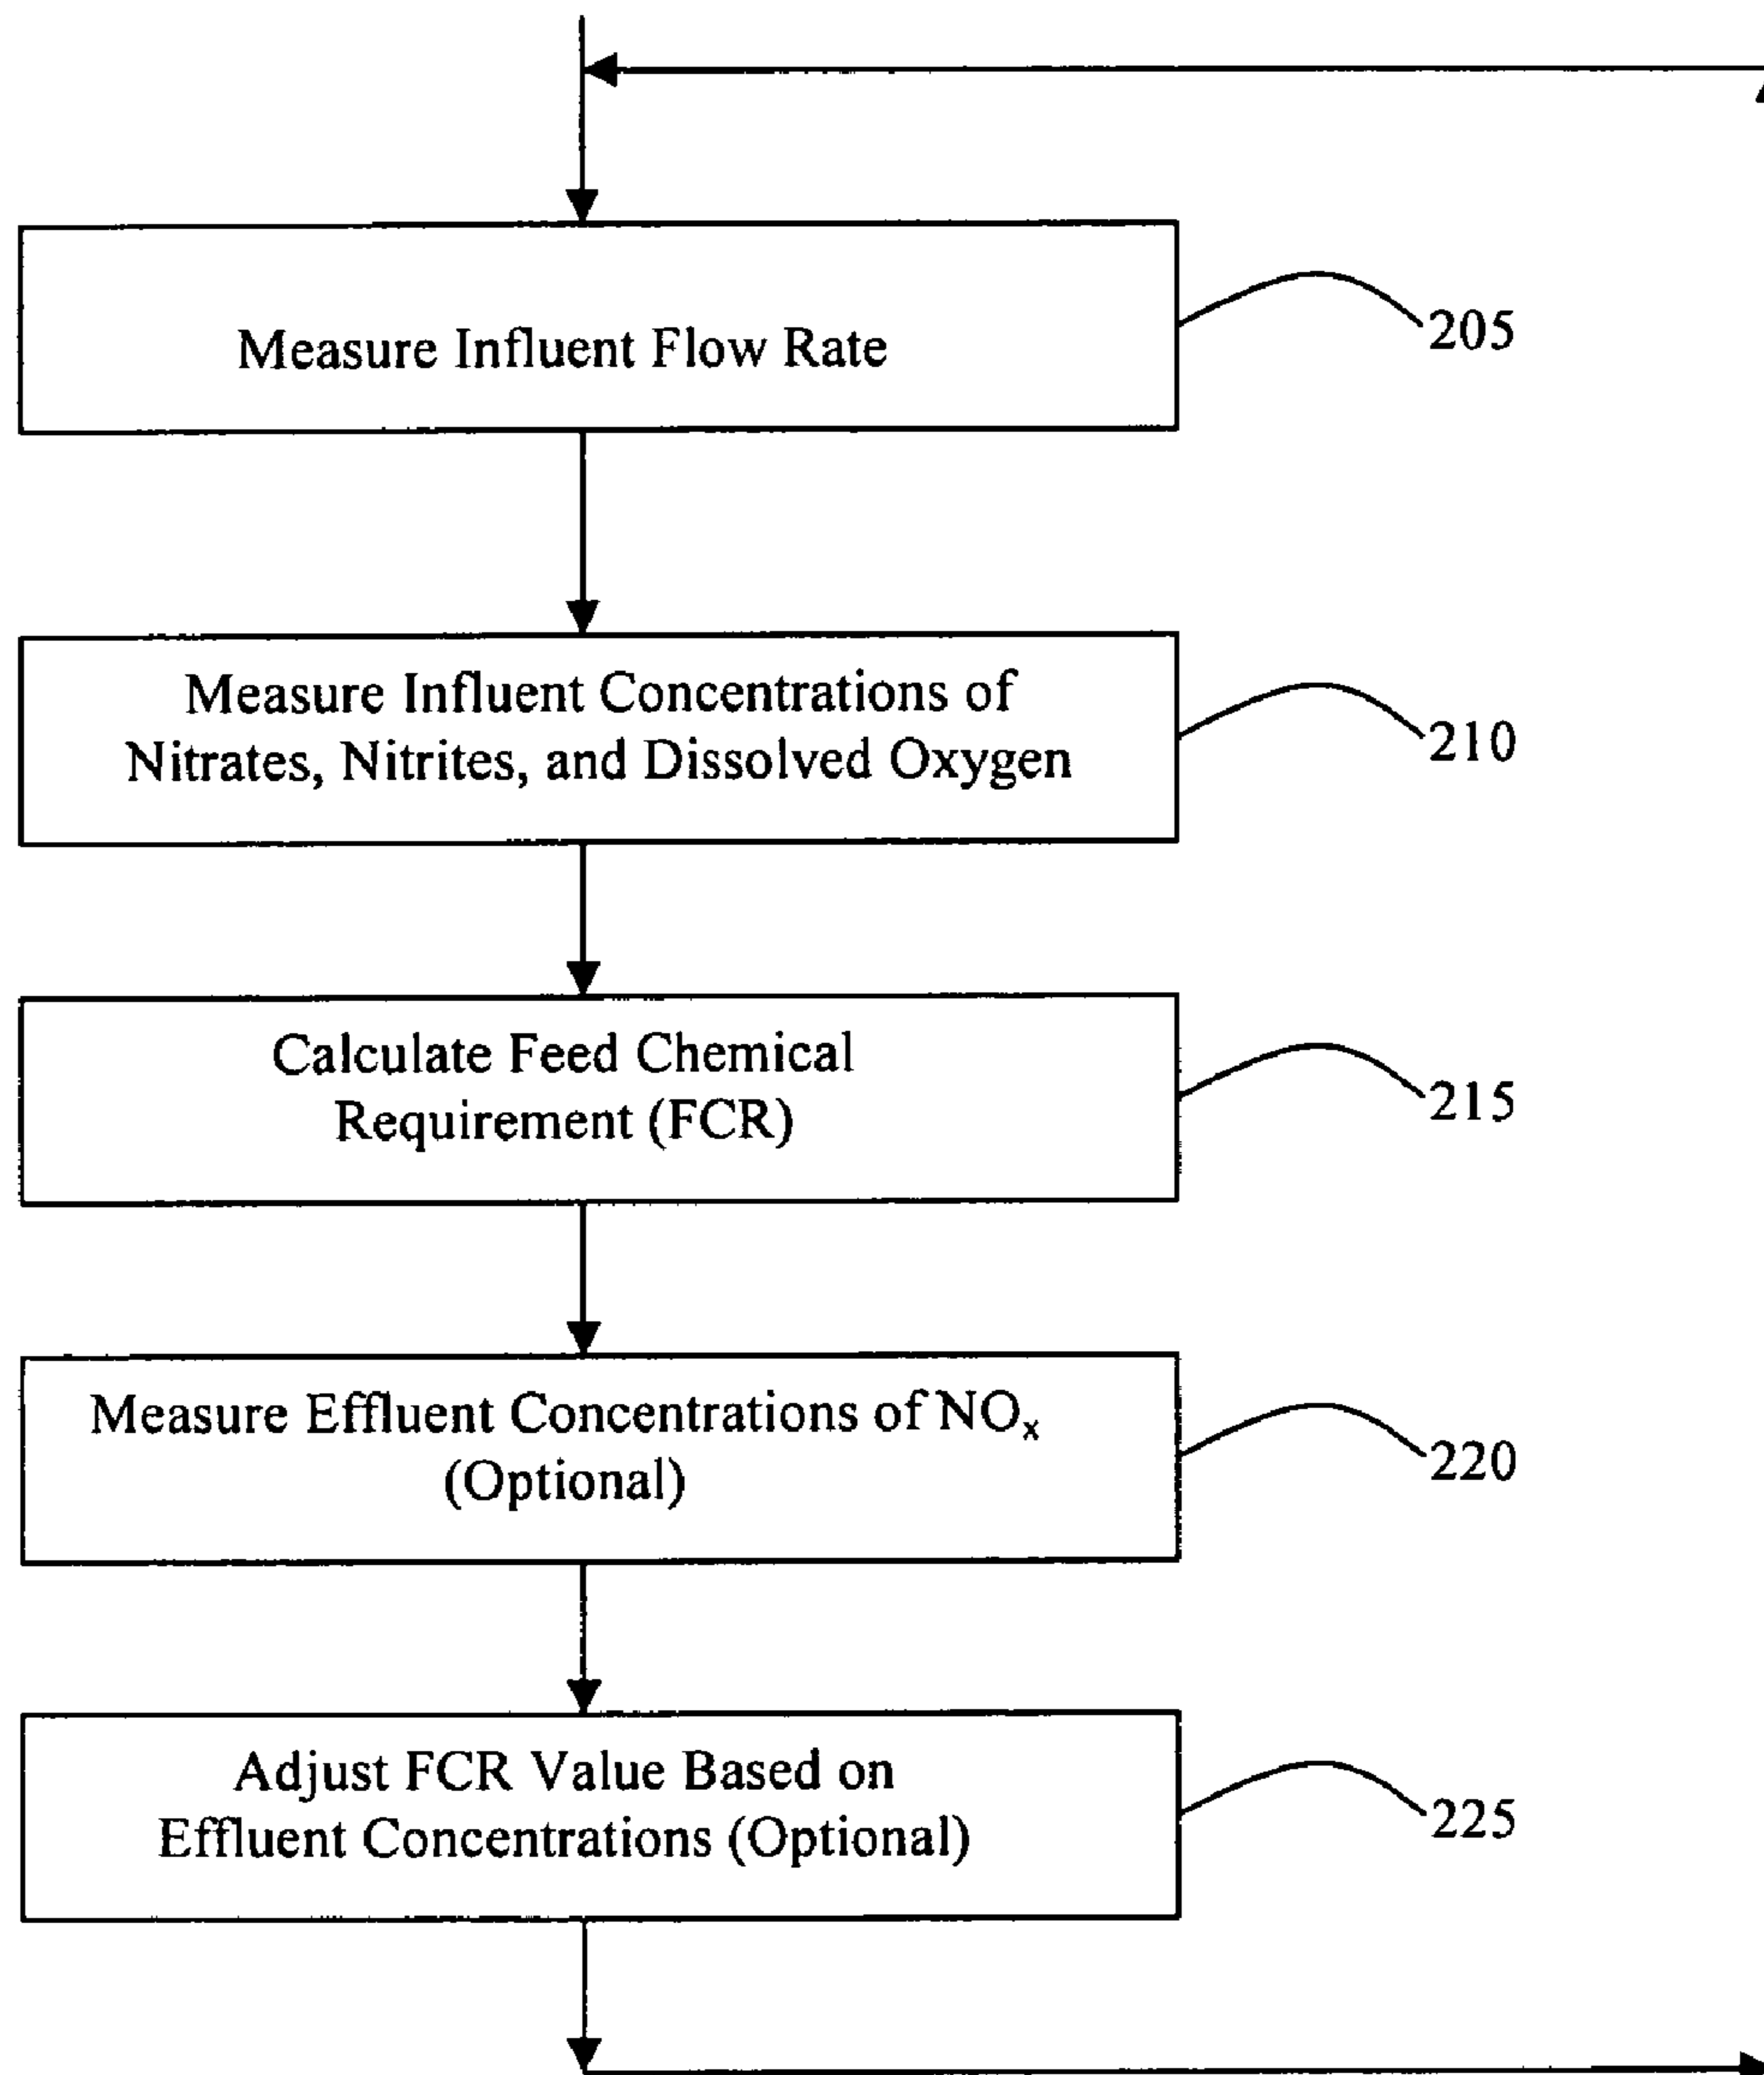 Measure Influent Flow Rate
205
Measure Influent Concentrations of
Nitrates, Nitrites, and Dissolved Oxygen
210
Calculate Feed Chemical
Requirement (FCR)
215
Measure Effluent Concentrations of NOₓ
(Optional)
220
Adjust FCR Value Based on
Effluent Concentrations (Optional)
225